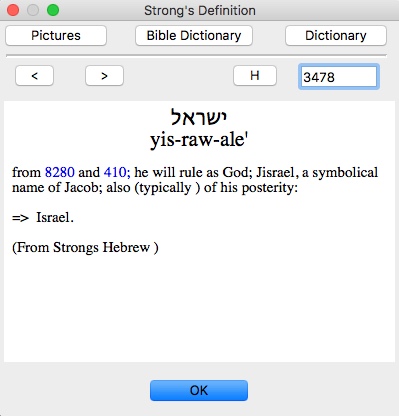 Strong's Definition
Pictures
Bible Dictionary
Dictionary
<
>
H
3478
ישראל
yis-raw-ale'
from 8280 and 410; he will rule as God; Jisrael, a symbolical
name of Jacob; also (typically ) of his posterity:
=> Israel.
(From Strongs Hebrew )
OK